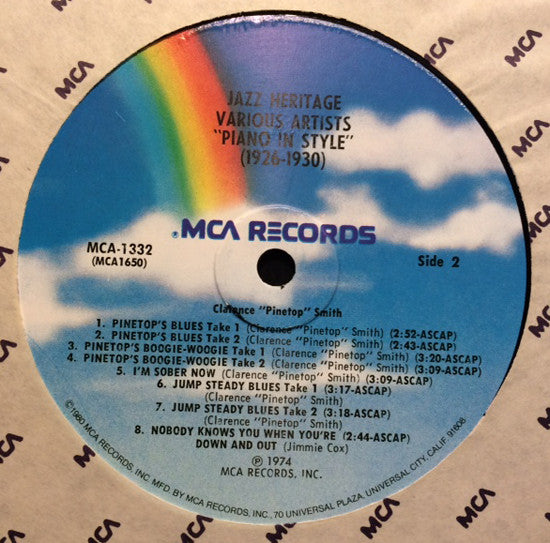 JAZZ HERITAGE
VARIOUS ARTISTS
"PIANO IN STYLE"
(1926-1930)
®MCA RECORDS
MCA-1332
(MCA1650)
Side 2
Clarence "Pinetop" Smith
1. PINETOP'S BLUES Take 1 (Clarence "Pinetop" Smith) (2:52-ASCAP)
2. PINETOP'S BLUES Take 2 (Clarence "Pinetop" Smith) (2:43-ASCAP)
3. PINETOP'S BOOGIE-WOOGIE Take 1 (Clarence "Pinetop" Smith) (3:20-ASCAP)
4. PINETOP'S BOOGIE-WOOGIE Take 2 (Clarence "Pinetop" Smith) (3:09-ASCAP)
5. I'M SOBER NOW (Clarence "Pinetop" Smith) (3:09-ASCAP)
6. JUMP STEADY BLUES Take 1 (3:17-ASCAP)
(Clarence "Pinetop" Smith)
7. JUMP STEADY BLUES Take 2 (3:18-ASCAP)
(Clarence "Pinetop" Smith)
8. NOBODY KNOWS YOU WHEN YOU'RE (2:44-ASCAP)
DOWN AND OUT (Jimmie Cox)
℗ 1974
MCA RECORDS, INC.
©1980 MCA RECORDS, INC. MFD. BY MCA RECORDS, INC., 70 UNIVERSAL PLAZA, UNIVERSAL CITY, CALIF. 91608
MCA
MCA
MCA
MCA
MCA
MCA
MCA
MCA